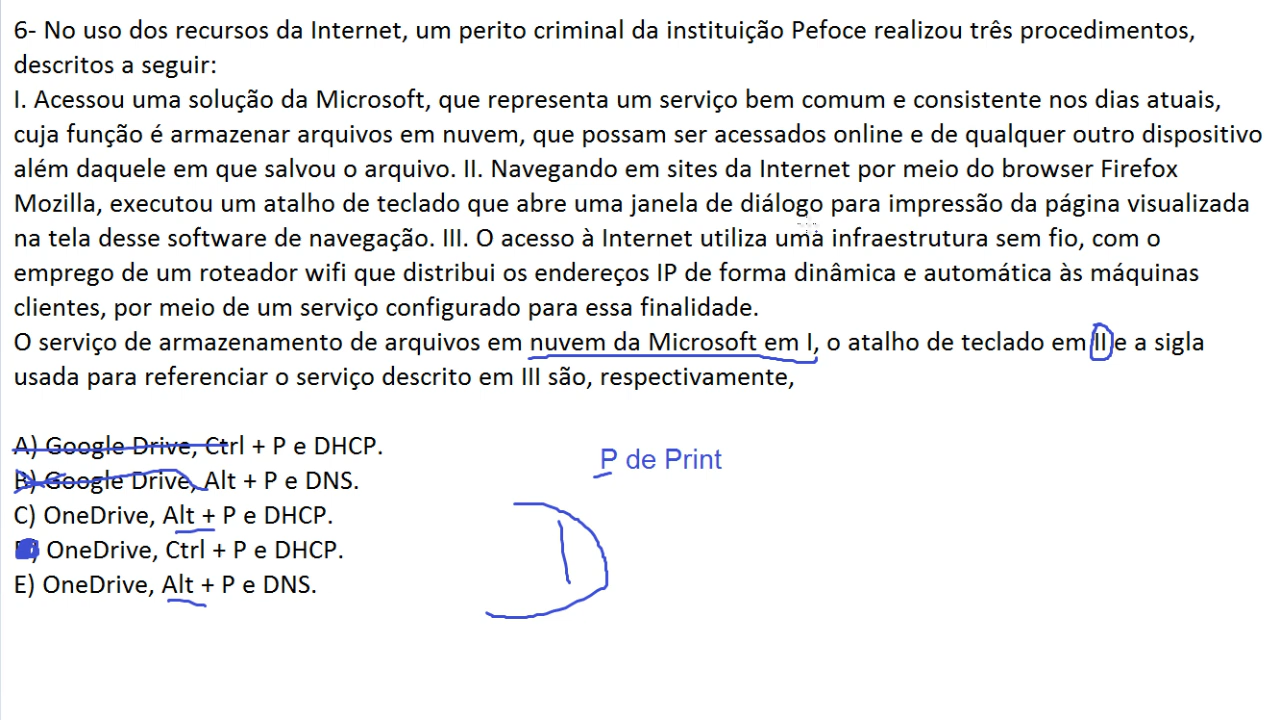 6- No uso dos recursos da Internet, um perito criminal da instituição Pefoce realizou três procedimentos,
descritos a seguir:
I. Acessou uma solução da Microsoft, que representa um serviço bem comum e consistente nos dias atuais,
cuja função é armazenar arquivos em nuvem, que possam ser acessados online e de qualquer outro dispositivo
além daquele em que salvou o arquivo. II. Navegando em sites da Internet por meio do browser Firefox
Mozilla, executou um atalho de teclado que abre uma janela de diálogo para impressão da página visualizada
na tela desse software de navegação. III. O acesso à Internet utiliza uma infraestrutura sem fio, com o
emprego de um roteador wifi que distribui os endereços IP de forma dinâmica e automática às máquinas
clientes, por meio de um serviço configurado para essa finalidade.
O serviço de armazenamento de arquivos em nuvem da Microsoft em I, o atalho de teclado em II e a sigla
usada para referenciar o serviço descrito em III são, respectivamente,
A) Google Drive, Ctrl + P e DHCP.
P de Print
B) Google Drive, Alt + P e DNS.
C) OneDrive, Alt + P e DHCP.
OneDrive, Ctrl + P e DHCP.
D
E) OneDrive, Alt + P e DNS.